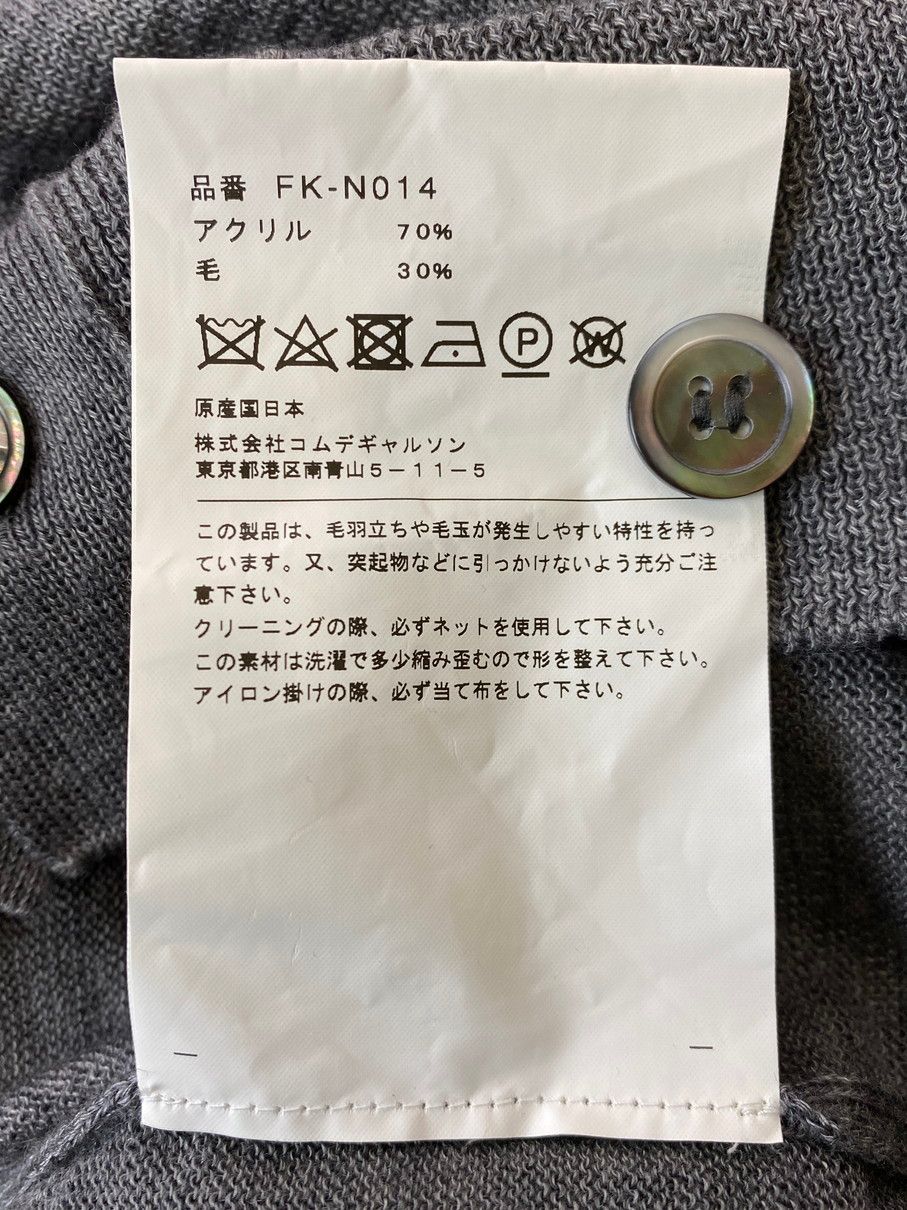 品番 FK-N014
アクリル 70%
毛 30%
P W
原産国日本
株式会社コムデギャルソン
東京都港区南青山5-11-5
この製品は、毛羽立ちや毛玉が発生しやすい特性を持っ
ています。又、突起物などに引っかけないよう充分ご注
意下さい。
クリーニングの際、必ずネットを使用して下さい。
この素材は洗濯で多少縮み歪むので形を整えて下さい。
アイロン掛けの際、必ず当て布をして下さい。